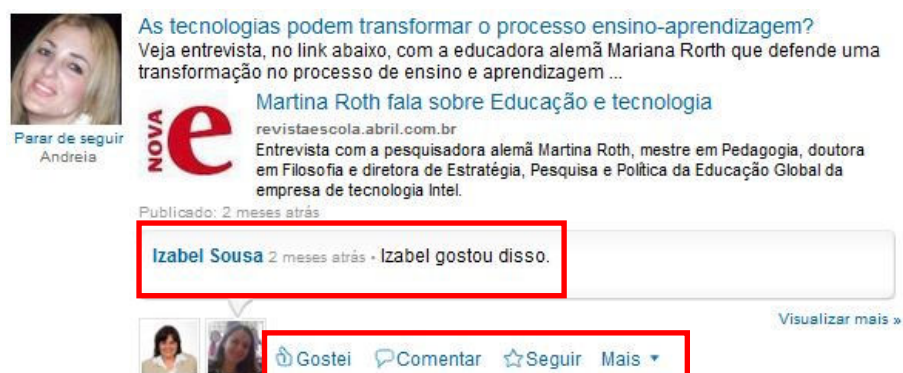 As tecnologias podem transformar o processo ensino-aprendizagem?
Veja entrevista, no link abaixo, com a educadora alemã Mariana Rorth que defende uma
transformação no processo de ensino e aprendizagem ...
Parar de seguir
Andreia
NOVA
e
Martina Roth fala sobre Educação e tecnologia
revistaescola.abril.com.br
Entrevista com a pesquisadora alemã Martina Roth, mestre em Pedagogia, doutora
em Filosofia e diretora de Estratégia, Pesquisa e Política da Educação Global da
empresa de tecnologia Intel.
Publicado: 2 meses atrás
Izabel Sousa 2 meses atrás • Izabel gostou disso.
Visualizar mais »
Gostei Comentar Seguir Mais ▼